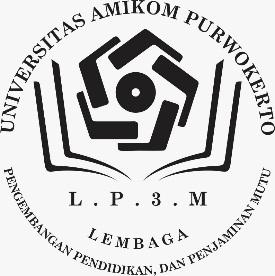 UNIVERSITAS AMIKOM PURWOKERTO
L . P . 3 . M
LEMBAGA
PENGEMBANGAN PENDIDIKAN, DAN PENJAMINAN MUTU